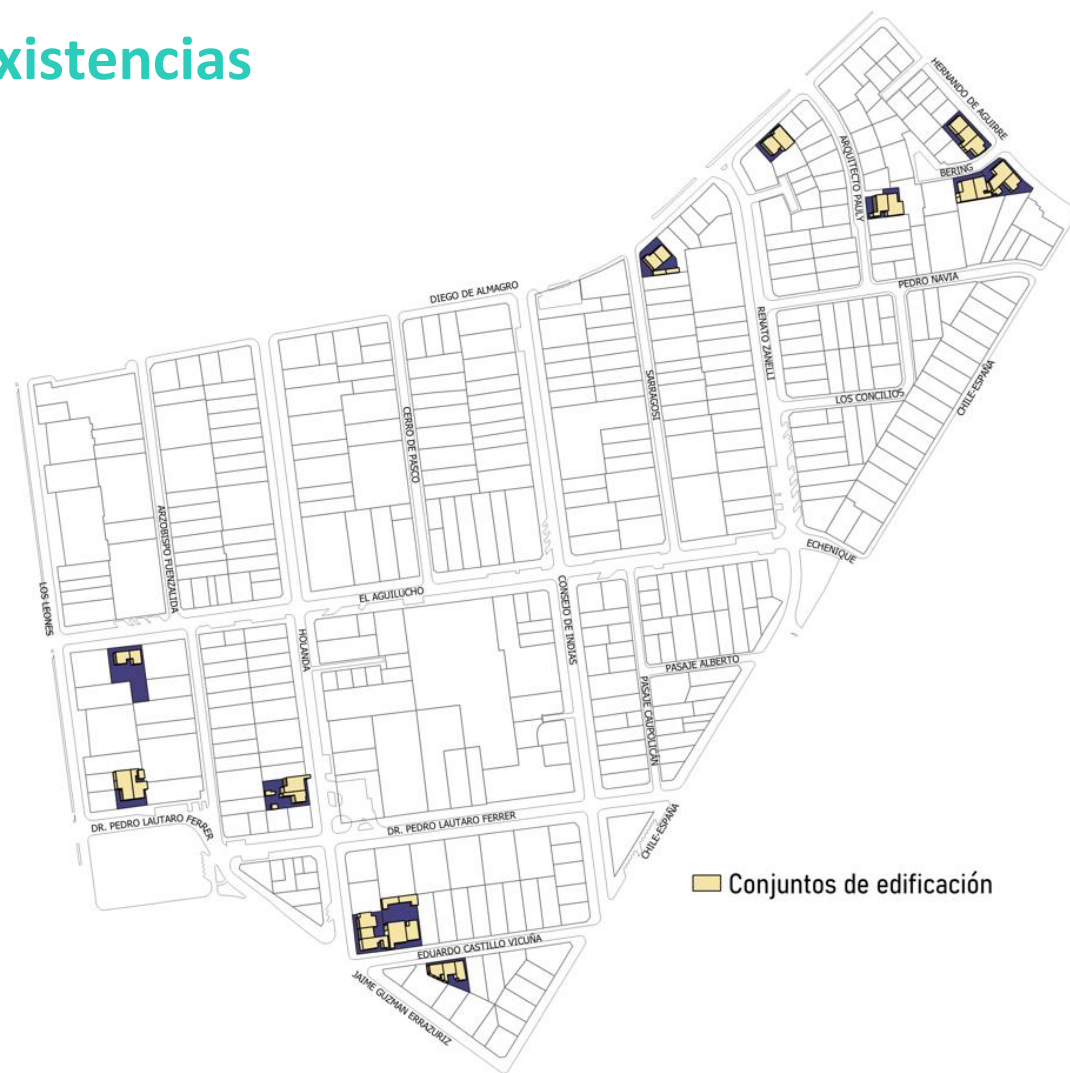 xistencias
HERNANDO DE AGUIRRE
ARQUITECTO PAULY
BERING
PEDRO NAVIA
DIEGO DE ALMAGRO
RENATO ZANELLI
SARRAGOSI
CHILE-ESPAÑA
LOS CONCILIOS
CERRO DE PASCO
ARZOBISPO FUENZALIDA
ECHENIQUE
LOS LEONES
EL AGUILUCHO
CONSEJO DE INDIAS
HOLANDA
PASAJE ALBERTO
PASAJE CAUPOLICÁN
DR. PEDRO LAUTARO FERRER
DR. PEDRO LAUTARO FERRER
CHILE-ESPAÑA
Conjuntos de edificación
EDUARDO CASTILLO VICUÑA
JAIME GUZMAN ERRAZURIZ